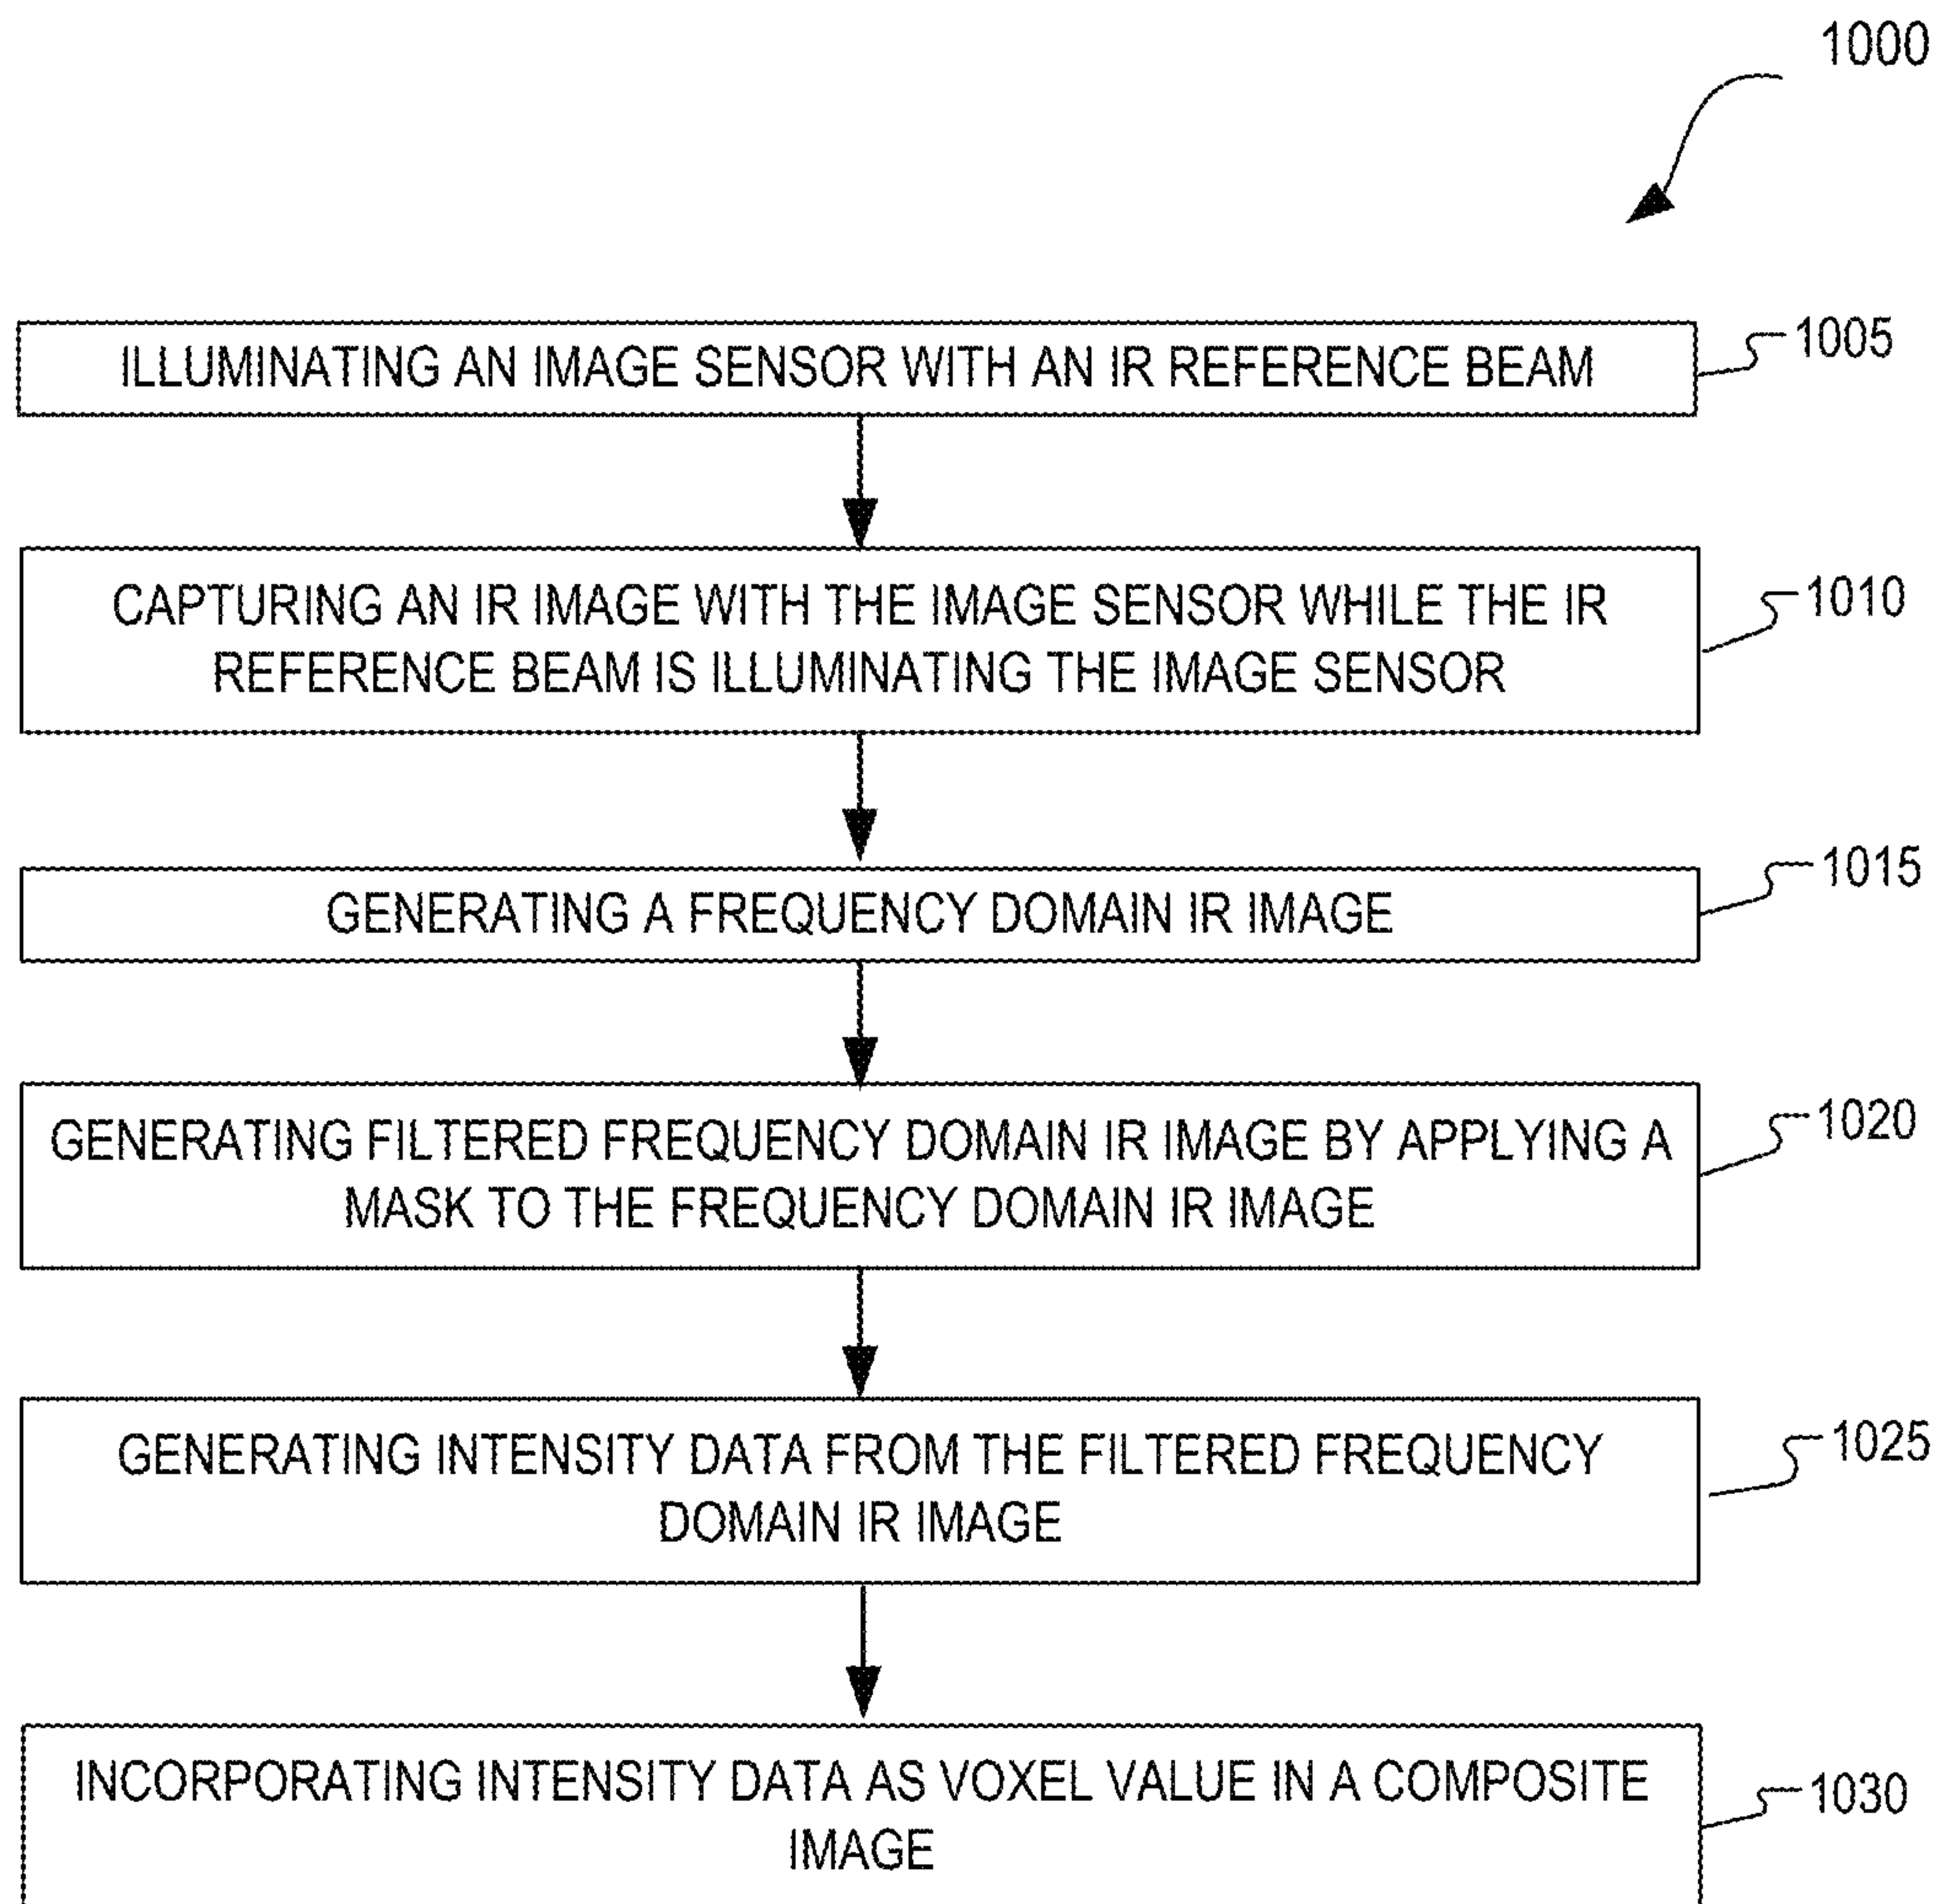 1000
ILLUMINATING AN IMAGE SENSOR WITH AN IR REFERENCE BEAM
1005
CAPTURING AN IR IMAGE WITH THE IMAGE SENSOR WHILE THE IR
REFERENCE BEAM IS ILLUMINATING THE IMAGE SENSOR
1010
GENERATING A FREQUENCY DOMAIN IR IMAGE
1015
GENERATING FILTERED FREQUENCY DOMAIN IR IMAGE BY APPLYING A
MASK TO THE FREQUENCY DOMAIN IR IMAGE
1020
GENERATING INTENSITY DATA FROM THE FILTERED FREQUENCY
DOMAIN IR IMAGE
1025
INCORPORATING INTENSITY DATA AS VOXEL VALUE IN A COMPOSITE
IMAGE
1030